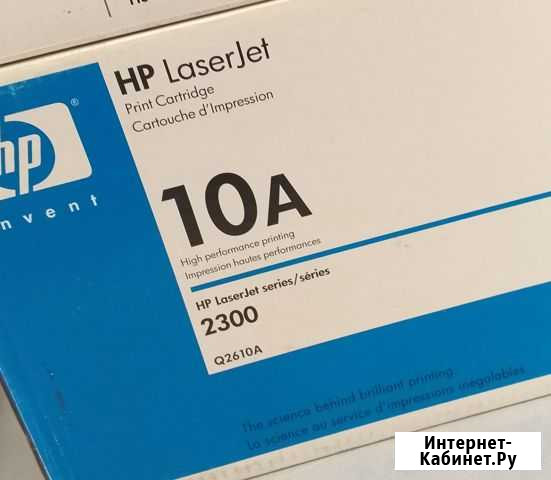 HP LaserJet
Print Cartridge
Cartouche d'Impression
hp
®
invent
10A
High performance printing
Impression hautes performances
HP LaserJet series/séries
2300
Q2610A
The science behind brilliant printing.
La science au service d'impressions inégalables.
Интернет-
Кабинет.Ру